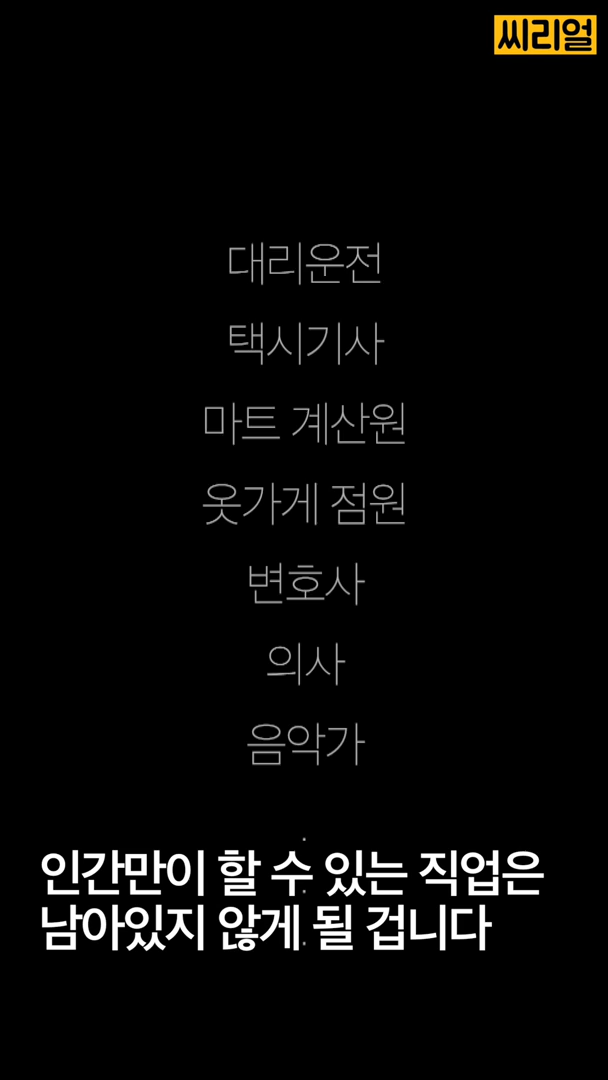 씨리얼
대리운전
택시기사
마트 계산원
옷가게 점원
변호사
의사
음악가
인간만이 할 수 있는 직업은
남아있지 않게 될 겁니다